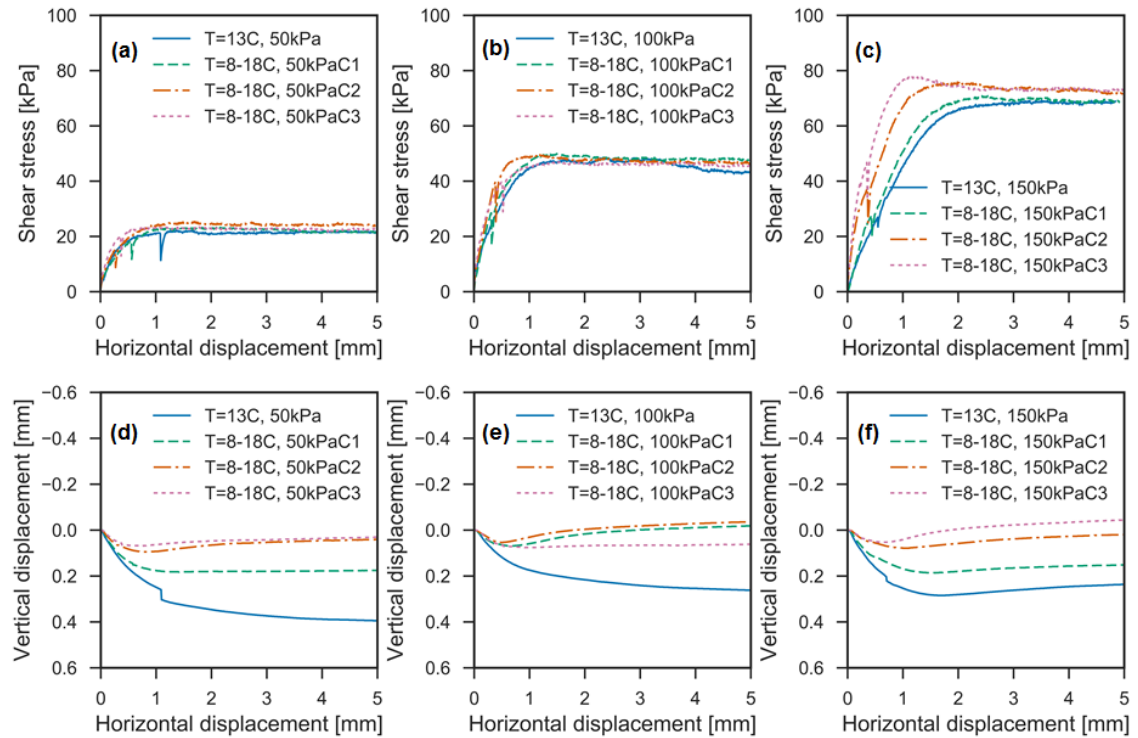 (a)
T=13C, 50kPa
T=8-18C, 50kPaC1
T=8-18C, 50kPaC2
T=8-18C, 50kPaC3
Shear stress [kPa]
100
80
60
40
20
0
0 1 2 3 4 5
Horizontal displacement [mm]
(b)
T=13C, 100kPa
T=8-18C, 100kPaC1
T=8-18C, 100kPaC2
T=8-18C, 100kPaC3
Shear stress [kPa]
100
80
60
40
20
0
0 1 2 3 4 5
Horizontal displacement [mm]
(c)
T=13C, 150kPa
T=8-18C, 150kPaC1
T=8-18C, 150kPaC2
T=8-18C, 150kPaC3
Shear stress [kPa]
100
80
60
40
20
0
0 1 2 3 4 5
Horizontal displacement [mm]
(d)
T=13C, 50kPa
T=8-18C, 50kPaC1
T=8-18C, 50kPaC2
T=8-18C, 50kPaC3
Vertical displacement [mm]
−0.6
−0.4
−0.2
0.0
0.2
0.4
0.6
0 1 2 3 4 5
Horizontal displacement [mm]
(e)
T=13C, 100kPa
T=8-18C, 100kPaC1
T=8-18C, 100kPaC2
T=8-18C, 100kPaC3
Vertical displacement [mm]
−0.6
−0.4
−0.2
0.0
0.2
0.4
0.6
0 1 2 3 4 5
Horizontal displacement [mm]
(f)
T=13C, 150kPa
T=8-18C, 150kPaC1
T=8-18C, 150kPaC2
T=8-18C, 150kPaC3
Vertical displacement [mm]
−0.6
−0.4
−0.2
0.0
0.2
0.4
0.6
0 1 2 3 4 5
Horizontal displacement [mm]